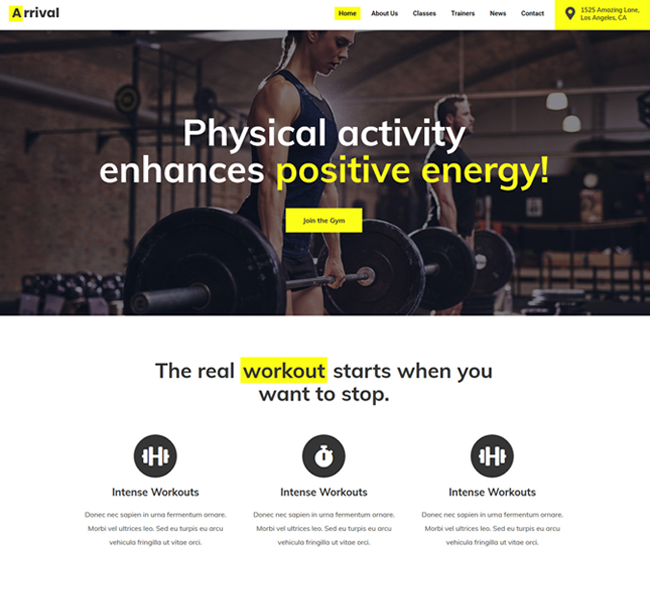 Arrival
Home About Us Classes Trainers News Contact
1525 Amazing Lane,
Los Angeles, CA
Physical activity
enhances positive energy!
Join the Gym
The real workout starts when you
want to stop.
Intense Workouts
Donec nec sapien in urna fermentum ornare.
Morbi vel ultrices leo. Sed eu turpis eu arcu
vehicula fringilla ut vitae orci.
Intense Workouts
Donec nec sapien in urna fermentum ornare.
Morbi vel ultrices leo. Sed eu turpis eu arcu
vehicula fringilla ut vitae orci.
Intense Workouts
Donec nec sapien in urna fermentum ornare.
Morbi vel ultrices leo. Sed eu turpis eu arcu
vehicula fringilla ut vitae orci.